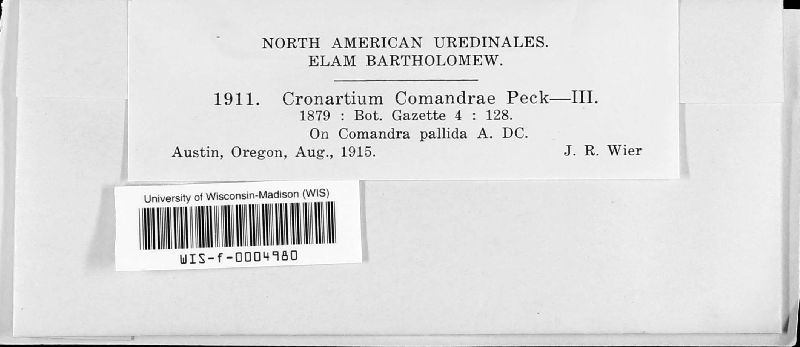 NORTH AMERICAN UREDINALES.
ELAM BARTHOLOMEW.
1911. Cronartium Comandrae Peck—III.
1879 : Bot. Gazette 4 : 128.
On Comandra pallida A. DC.
Austin, Oregon, Aug., 1915. J. R. Wier
University of Wisconsin-Madison (WIS)
WIS-f-0004980